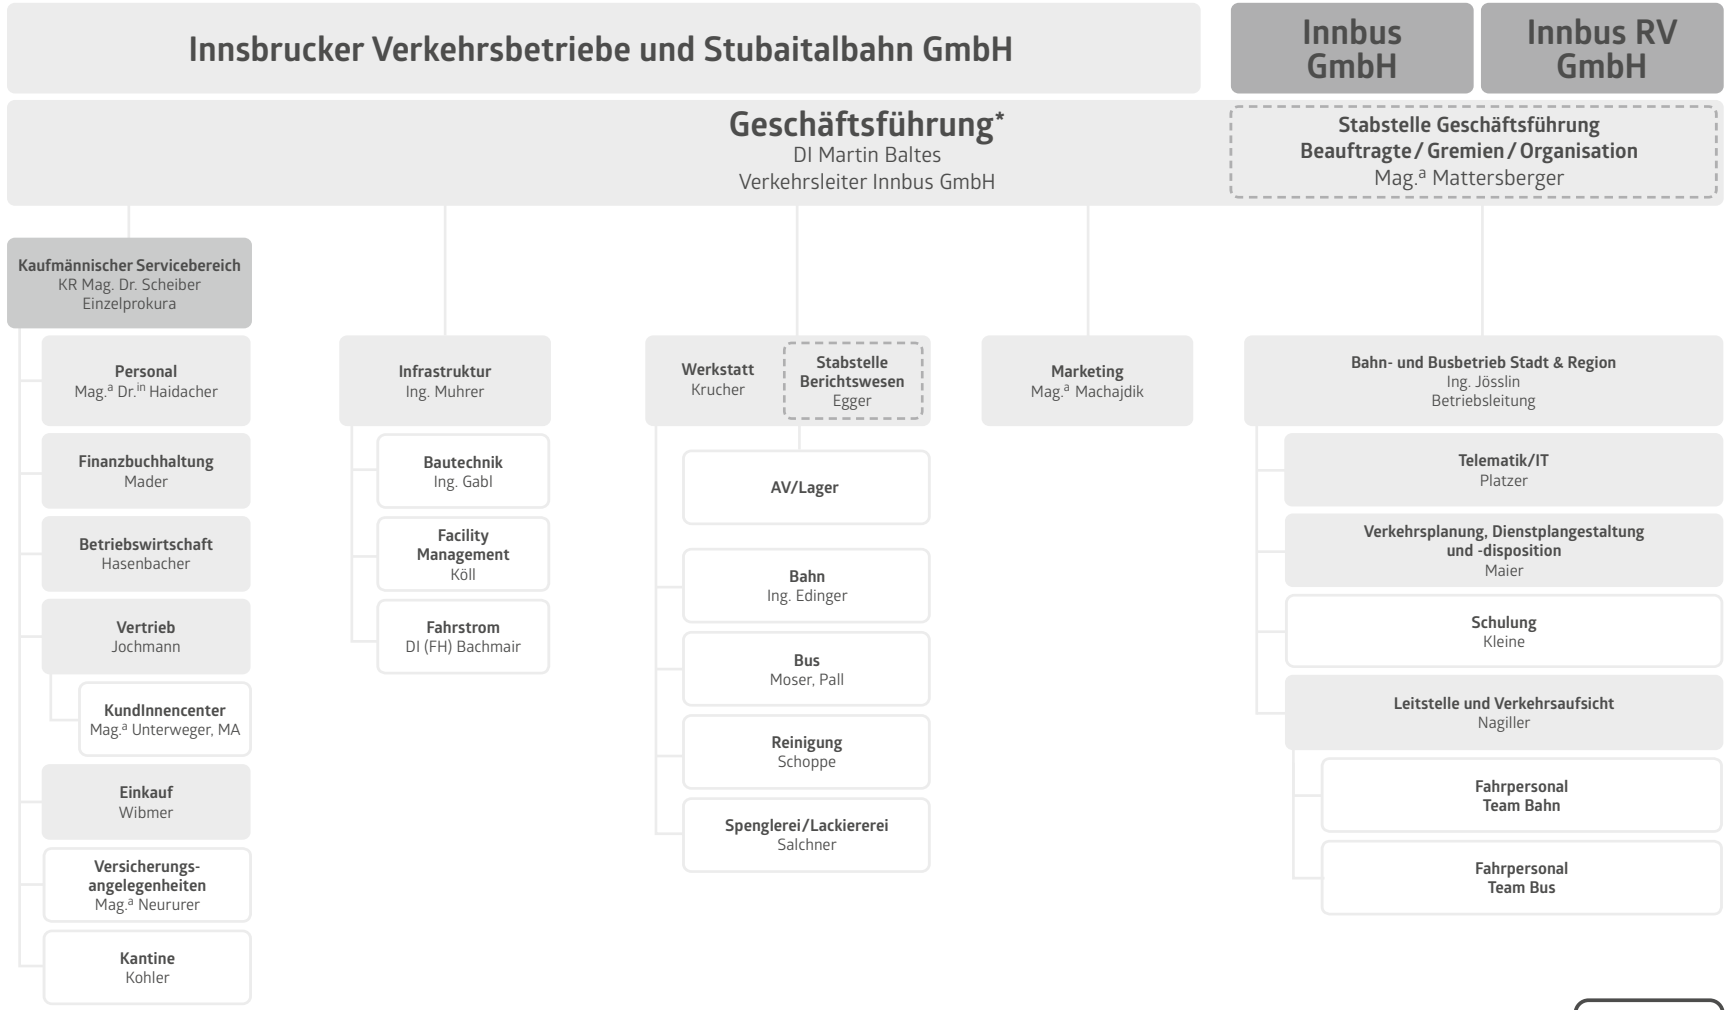 Innsbrucker Verkehrsbetriebe und Stubaitalbahn GmbH
Innbus
GmbH
Innbus RV
GmbH
Geschäftsführung*
DI Martin Baltes
Verkehrsleiter Innbus GmbH
Stabstelle Geschäftsführung
Beauftragte / Gremien / Organisation
Mag.ª Mattersberger
Kaufmännischer Servicebereich
KR Mag. Dr. Scheiber
Einzelprokura
Personal
Mag.ª Dr.ⁱⁿ Haidacher
Finanzbuchhaltung
Mader
Betriebswirtschaft
Hasenbacher
Vertrieb
Jochmann
KundInnencenter
Mag.ª Unterweger, MA
Einkauf
Wibmer
Versicherungs-
angelegenheiten
Mag.ª Neururer
Kantine
Kohler
Infrastruktur
Ing. Muhrer
Bautechnik
Ing. Gabl
Facility
Management
Köll
Fahrstrom
DI (FH) Bachmair
Werkstatt
Krucher
Stabstelle
Berichtswesen
Egger
AV/Lager
Bahn
Ing. Edinger
Bus
Moser, Pall
Reinigung
Schoppe
Spenglerei/Lackiererei
Salchner
Marketing
Mag.ª Machajdik
Bahn- und Busbetrieb Stadt & Region
Ing. Jösslin
Betriebsleitung
Telematik/IT
Platzer
Verkehrsplanung, Dienstplangestaltung
und -disposition
Maier
Schulung
Kleine
Leitstelle und Verkehrsaufsicht
Nagiller
Fahrpersonal
Team Bahn
Fahrpersonal
Team Bus